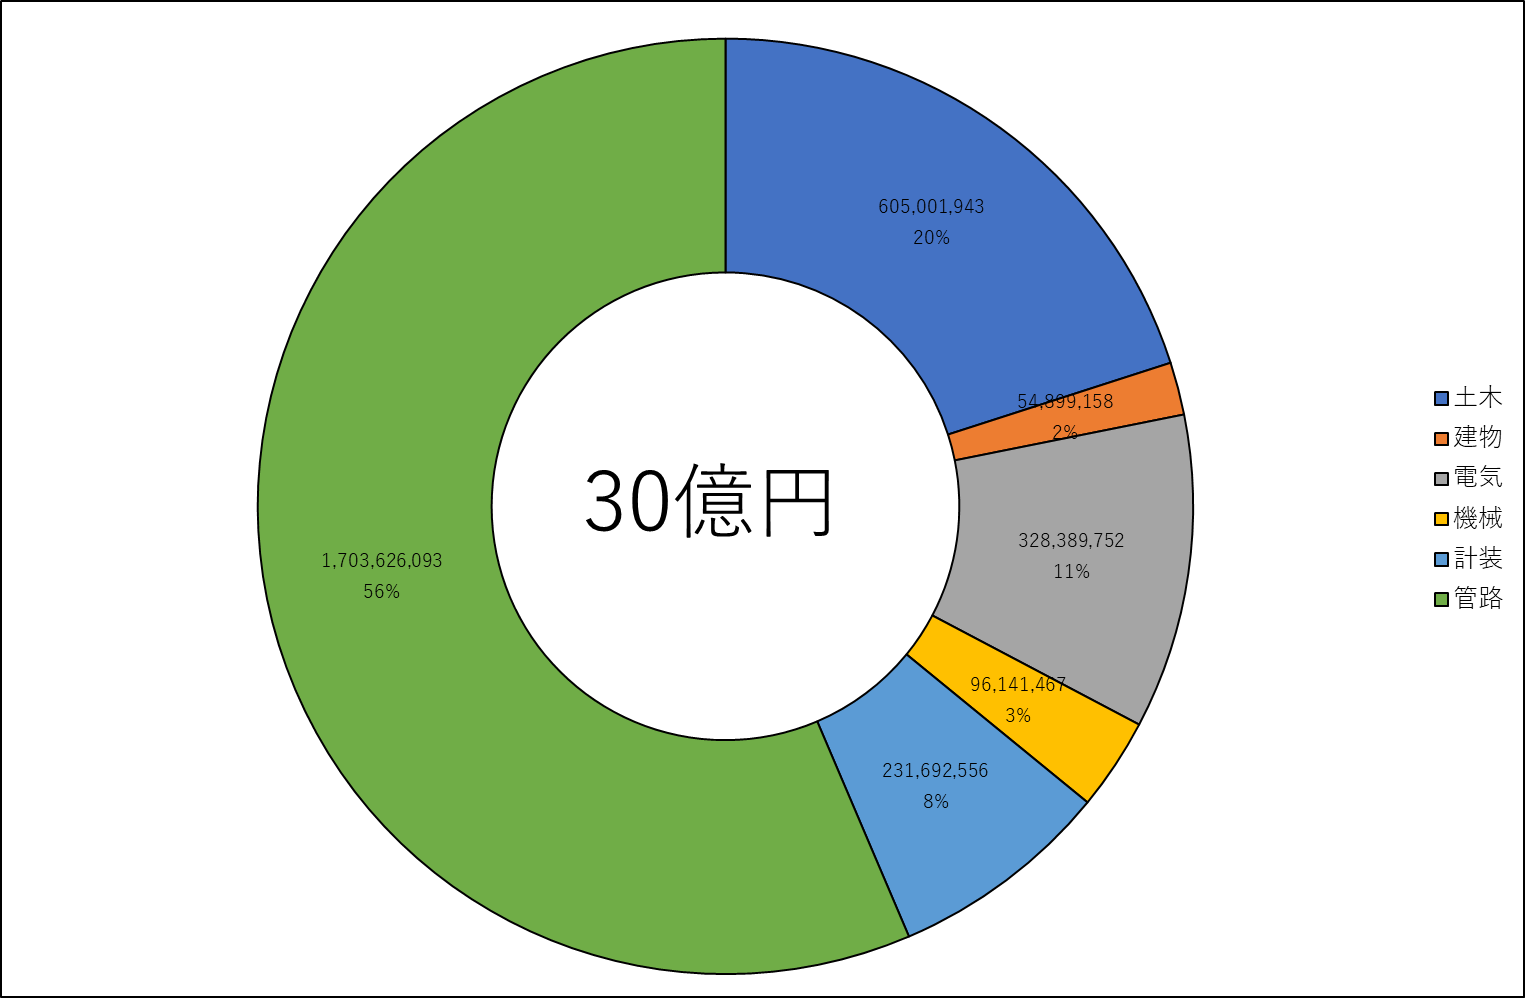 605,001,943
20%
54,899,158
2%
328,389,752
11%
96,141,467
3%
231,692,556
8%
1,703,626,093
56%
30億円
土木
建物
電気
機械
計装
管路